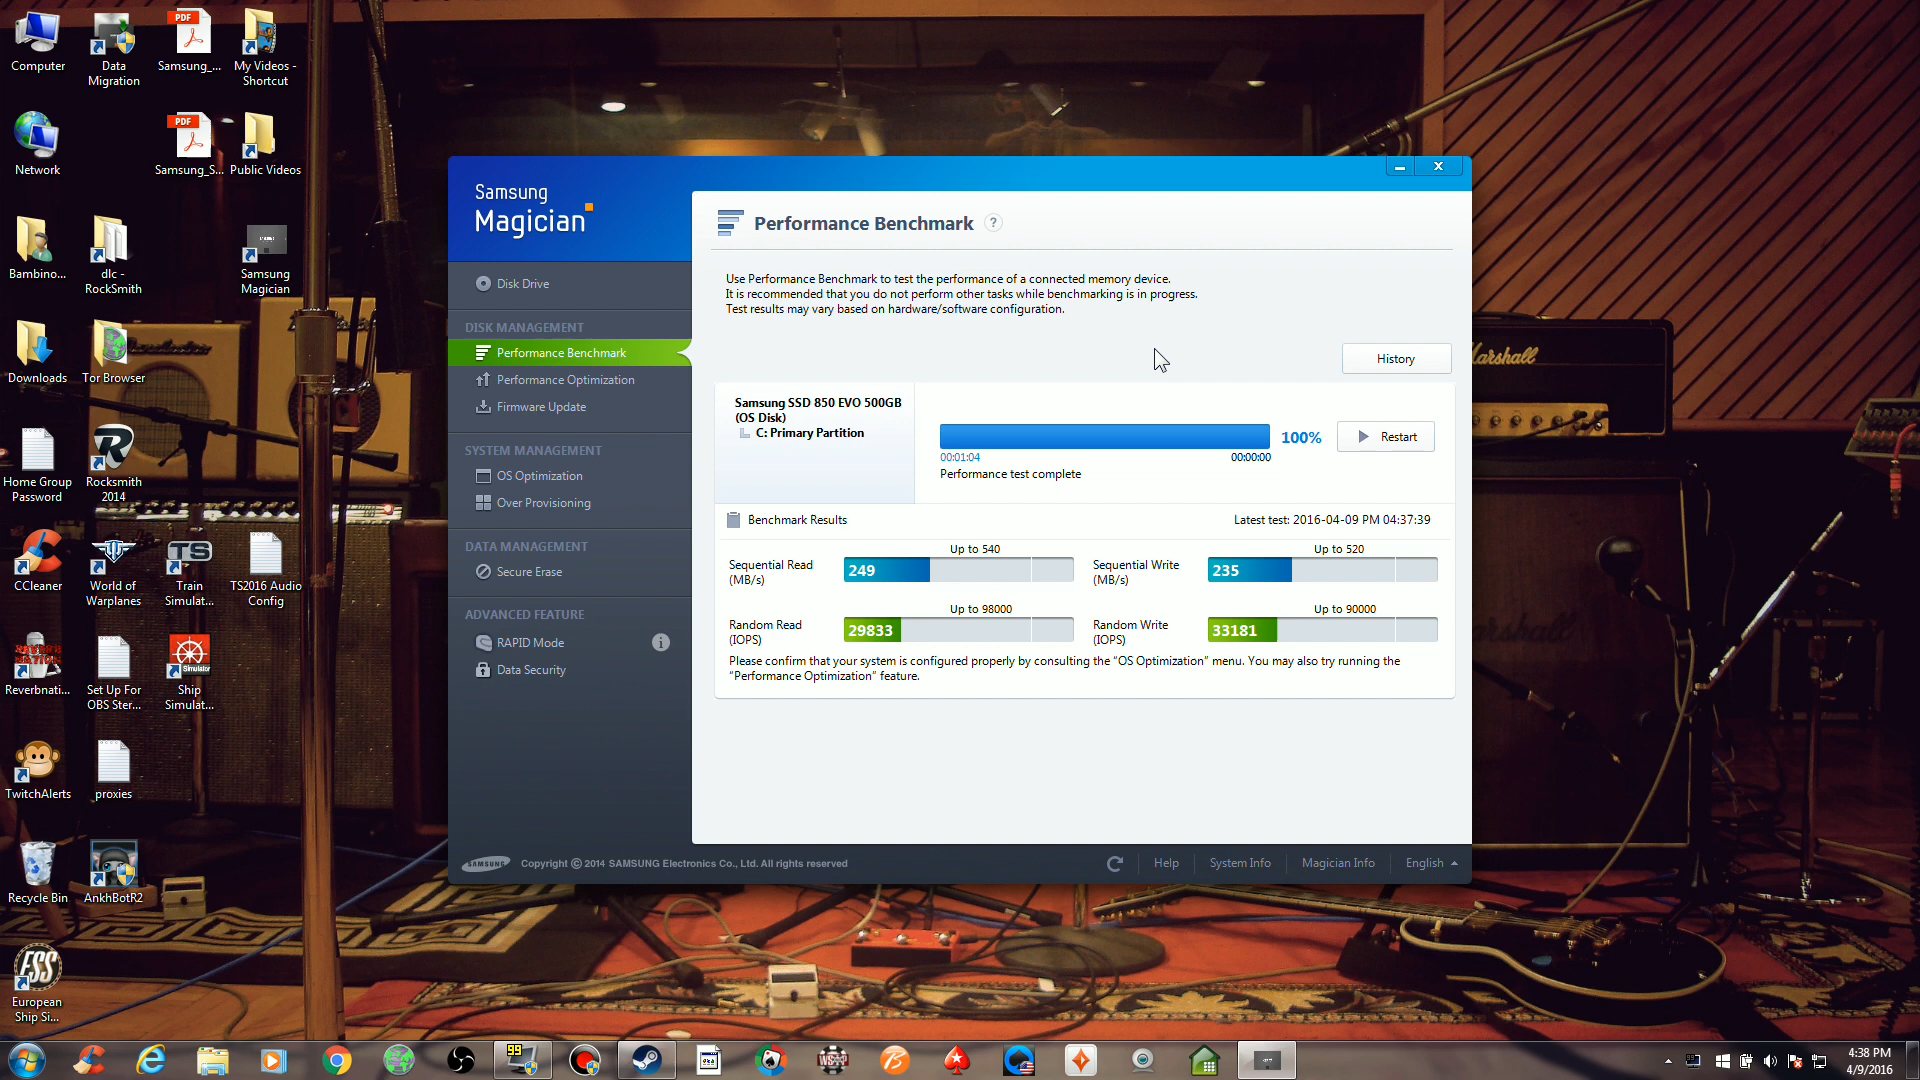 Computer
Data
Migration
PDF
Samsung_...
My Videos -
Shortcut
Network
PDF
Samsung_S...
Public Videos
Bambino...
dlc -
RockSmith
Samsung
Magician
Downloads
Tor Browser
Home Group
Password
Rocksmith
2014
CCleaner
World of
Warplanes
TS
Train
Simulat...
TS2016 Audio
Config
Reverbnati...
Set Up For
OBS Ster...
Simulator
Ship
Simulat...
TwitchAlerts
proxies
Recycle Bin
AnkhBotR2
ESS
European
Ship Si...
Samsung
Magician
Disk Drive
DISK MANAGEMENT
Performance Benchmark
Performance Optimization
Firmware Update
SYSTEM MANAGEMENT
OS Optimization
Over Provisioning
DATA MANAGEMENT
Secure Erase
ADVANCED FEATURE
RAPID Mode
i
Data Security
Performance Benchmark ?
Use Performance Benchmark to test the performance of a connected memory device.
It is recommended that you do not perform other tasks while benchmarking is in progress.
Test results may vary based on hardware/software configuration.
History
Samsung SSD 850 EVO 500GB
(OS Disk)
C: Primary Partition
100%
Restart
00:01:04 00:00:00
Performance test complete
Benchmark Results
Latest test: 2016-04-09 PM 04:37:39
Up to 540
Sequential Read
(MB/s)
249
Up to 520
Sequential Write
(MB/s)
235
Up to 98000
Random Read
(IOPS)
29833
Up to 90000
Random Write
(IOPS)
33181
Please confirm that your system is configured properly by consulting the “OS Optimization” menu. You may also try running the
“Performance Optimization” feature.
SAMSUNG
Copyright © 2014 SAMSUNG Electronics Co., Ltd. All rights reserved
Help
System Info
Magician Info
English
Marshall
Marshall
99
4:38 PM
4/9/2016